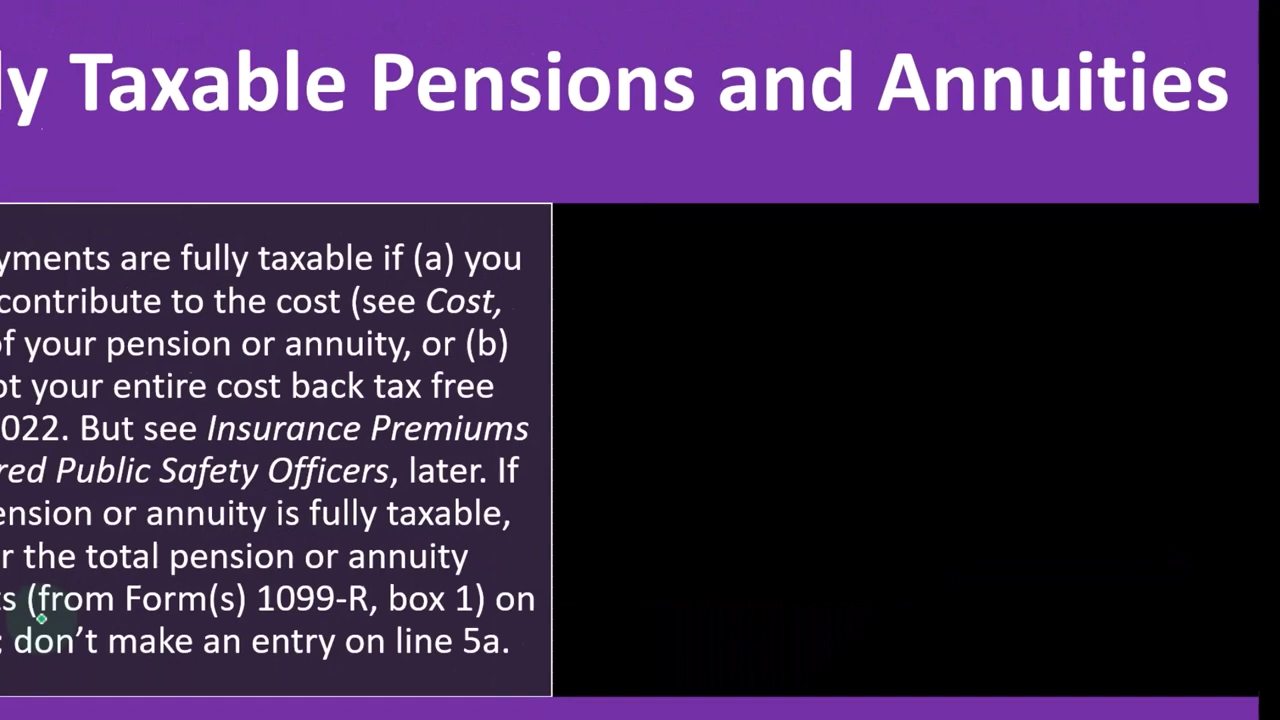 ly Taxable Pensions and Annuities
yments are fully taxable if (a) you
contribute to the cost (see Cost,
of your pension or annuity, or (b)
ot your entire cost back tax free
022. But see Insurance Premiums
red Public Safety Officers, later. If
ension or annuity is fully taxable,
r the total pension or annuity
ts (from Form(s) 1099-R, box 1) on
; don’t make an entry on line 5a.